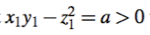 x₁y₁ − z₁² = a > 0